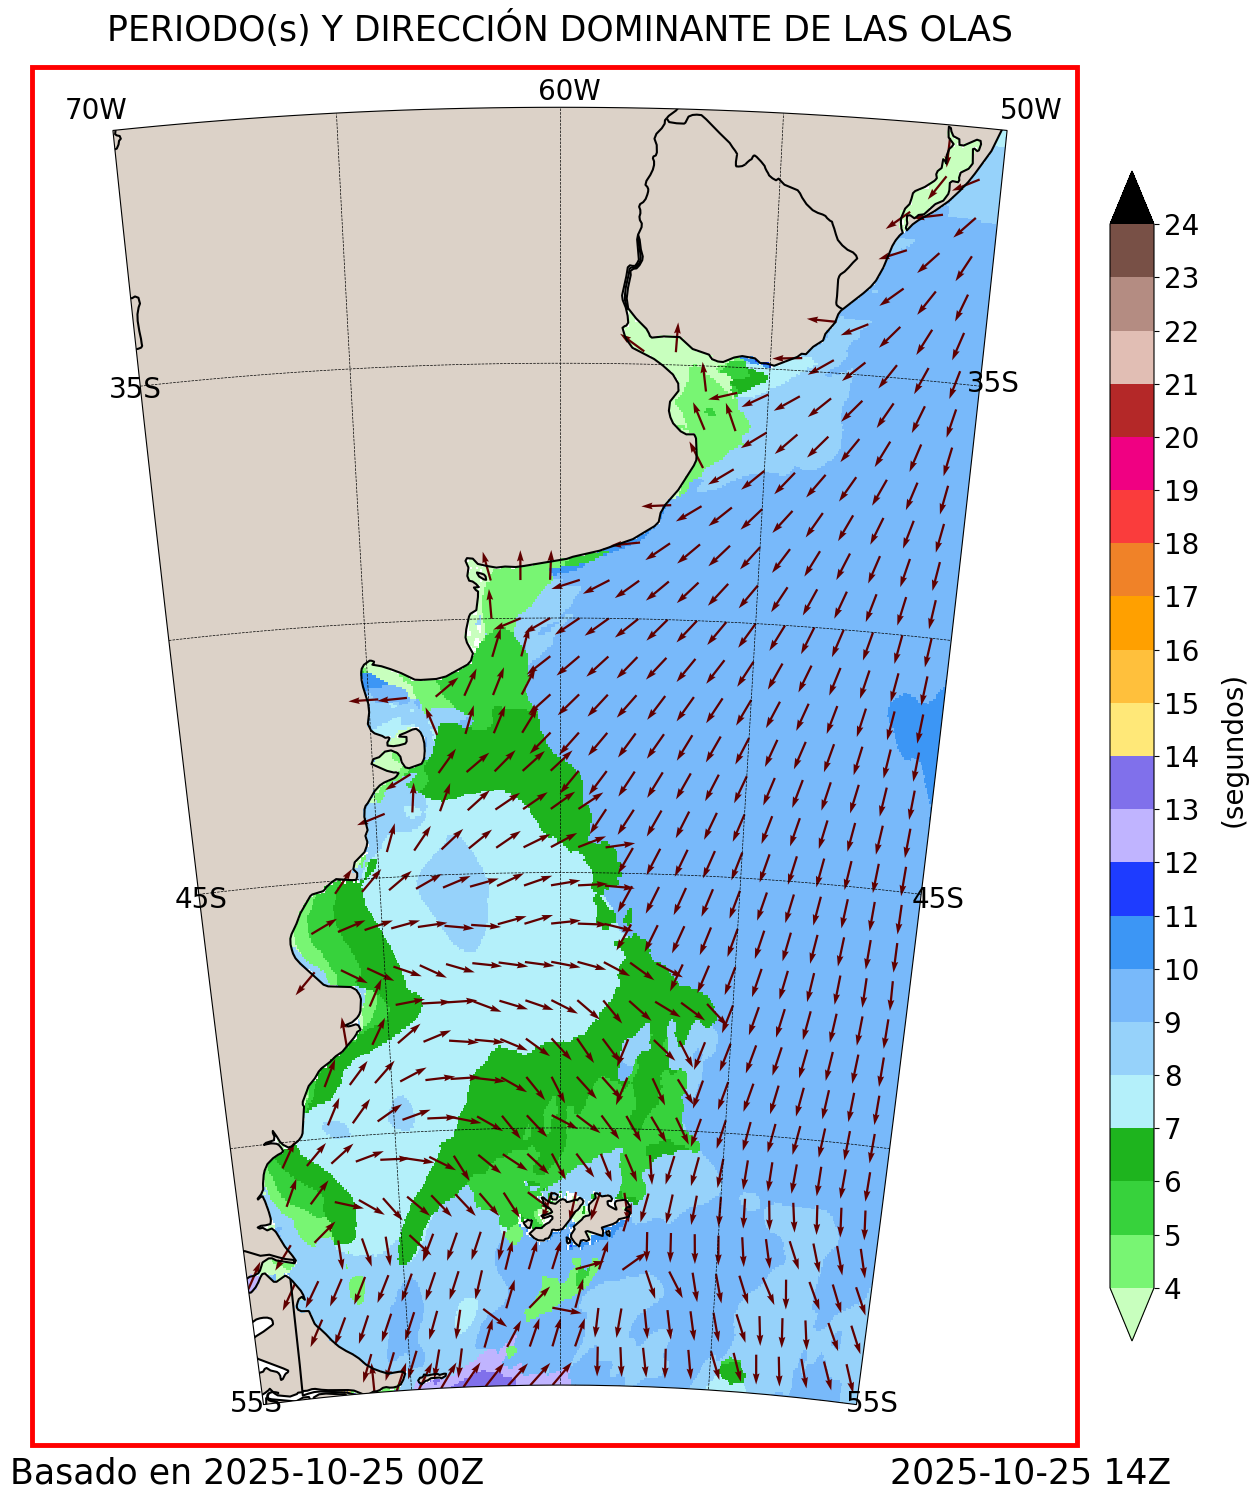 PERIODO(s) Y DIRECCIÓN DOMINANTE DE LAS OLAS
70W
60W
50W
35S
35S
45S
45S
55S
55S
24
23
22
21
20
19
18
17
16
15
14
13
12
11
10
9
8
7
6
5
4
(segundos)
Basado en 2025-10-25 00Z
2025-10-25 14Z